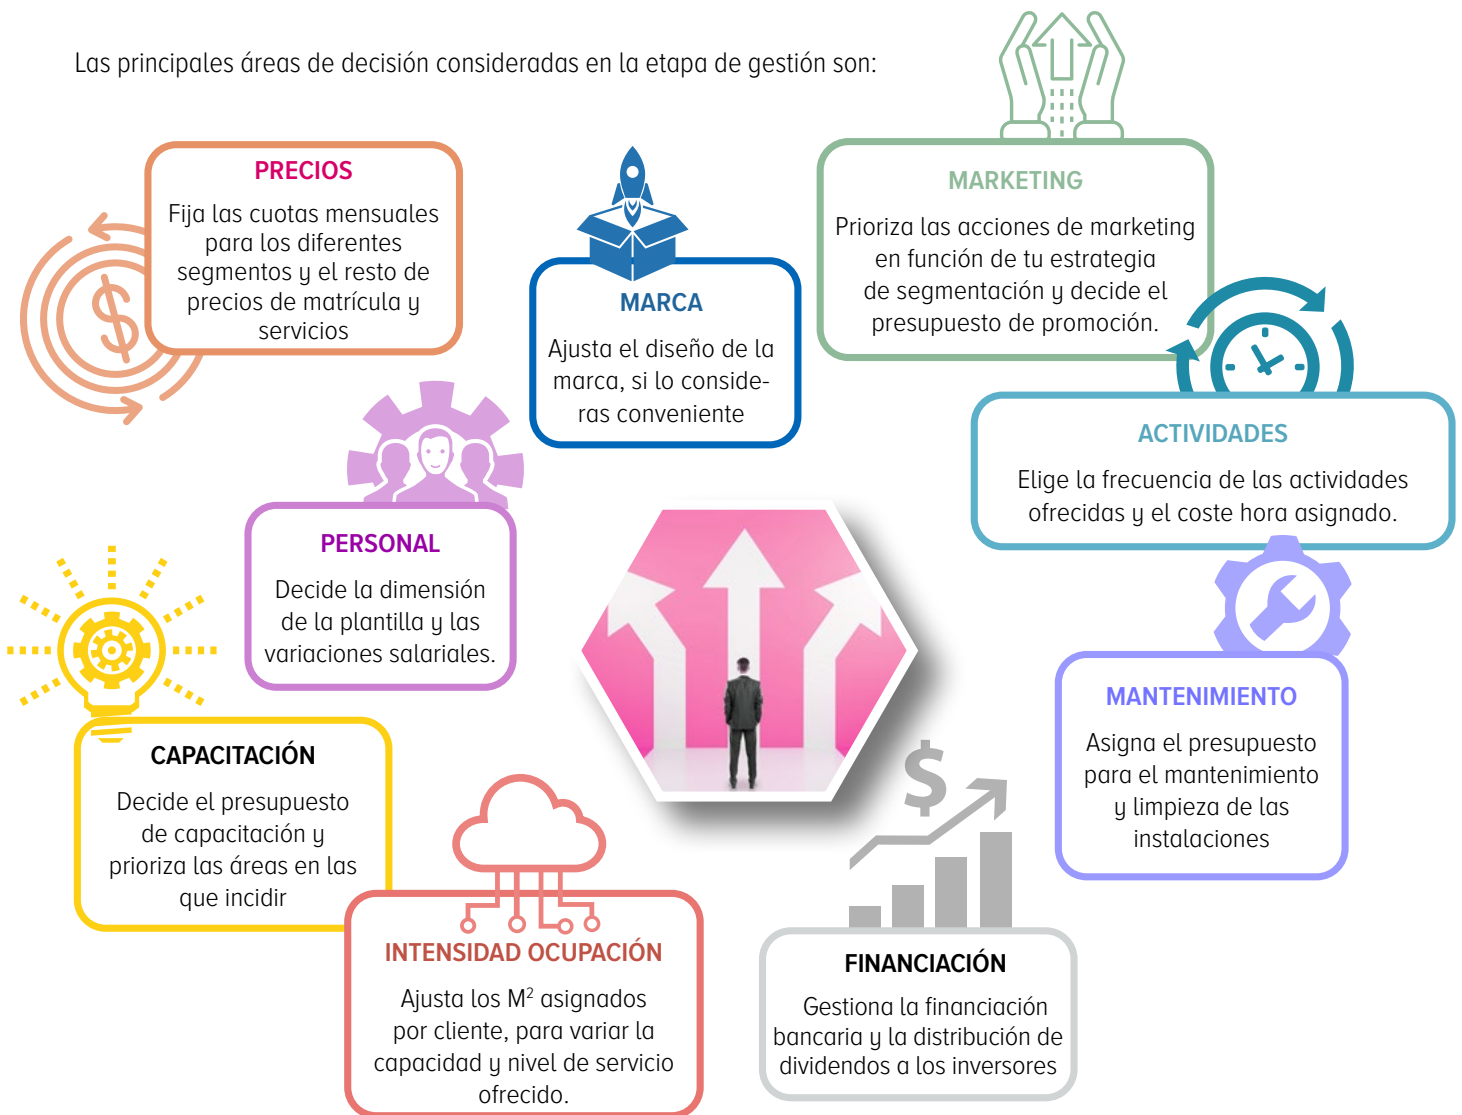 Las principales áreas de decisión consideradas en la etapa de gestión son:
PRECIOS
Fija las cuotas mensuales
para los diferentes
segmentos y el resto de
precios de matrícula y
servicios
MARCA
Ajusta el diseño de la
marca, si lo conside-
ras conveniente
MARKETING
Prioriza las acciones de marketing
en función de tu estrategia
de segmentación y decide el
presupuesto de promoción.
ACTIVIDADES
Elige la frecuencia de las actividades
ofrecidas y el coste hora asignado.
PERSONAL
Decide la dimensión
de la plantilla y las
variaciones salariales.
MANTENIMIENTO
Asigna el presupuesto
para el mantenimiento
y limpieza de las
instalaciones
CAPACITACIÓN
Decide el presupuesto
de capacitación y
prioriza las áreas en las
que incidir
INTENSIDAD OCUPACIÓN
Ajusta los M² asignados
por cliente, para variar la
capacidad y nivel de servicio
ofrecido.
FINANCIACIÓN
Gestiona la financiación
bancaria y la distribución de
dividendos a los inversores